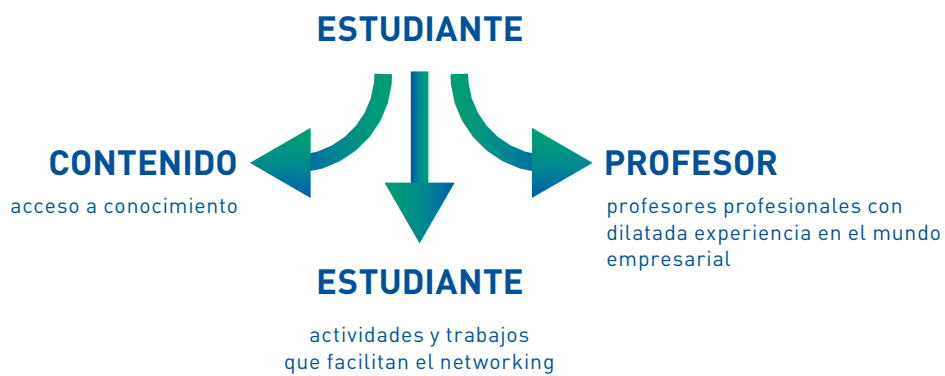 ESTUDIANTE
CONTENIDO
acceso a conocimiento
PROFESOR
profesores profesionales con
dilatada experiencia en el mundo
empresarial
ESTUDIANTE
actividades y trabajos
que facilitan el networking